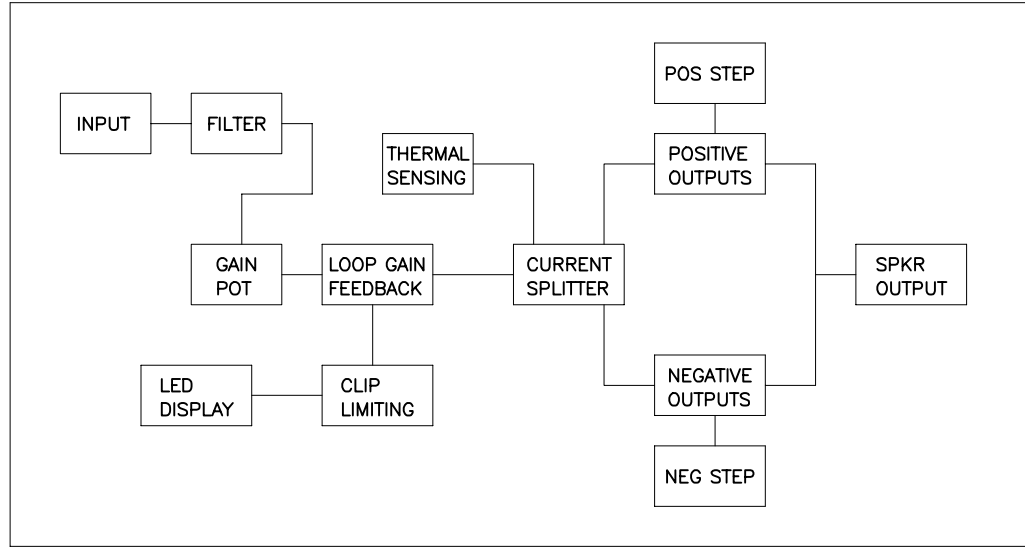 POS STEP
INPUT
FILTER
THERMAL
SENSING
POSITIVE
OUTPUTS
GAIN
POT
LOOP GAIN
FEEDBACK
CURRENT
SPLITTER
SPKR
OUTPUT
LED
DISPLAY
CLIP
LIMITING
NEGATIVE
OUTPUTS
NEG STEP